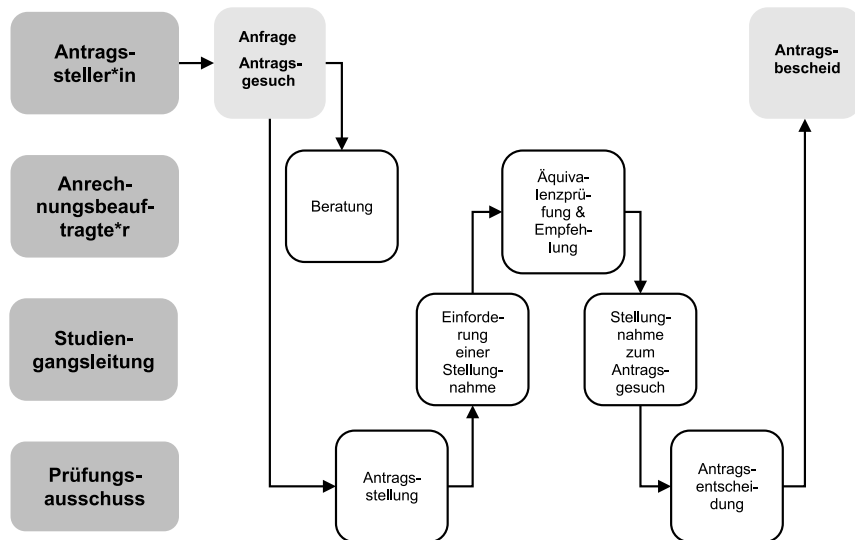 Antrags-
steller*in
Anfrage
Antrags-
gesuch
Antrags-
bescheid
Anrech-
nungsbeauf-
tragte*r
Beratung
Äquiva-
lenzprü-
fung &
Empfeh-
lung
Studien-
gangsleitung
Einforde-
rung
einer
Stellung-
nahme
Stellung-
nahme
zum
Antrags-
gesuch
Prüfungs-
ausschuss
Antrags-
stellung
Antrags-
entschei-
dung